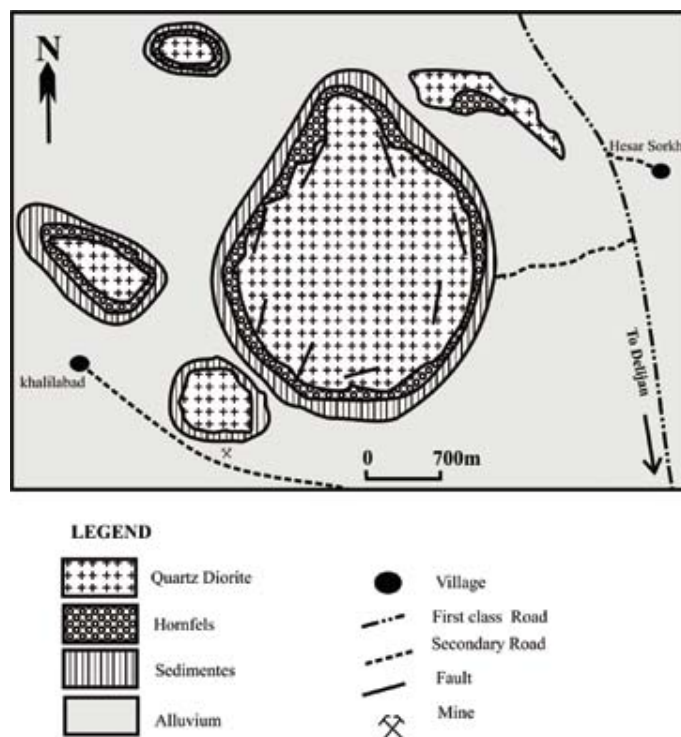 N
Hesar Sorkh
khalilabad
To Delijan
0 700m
LEGEND
Quartz Diorite
Hornfels
Sedimentes
Alluvium
Village
First class Road
Secondary Road
Fault
Mine